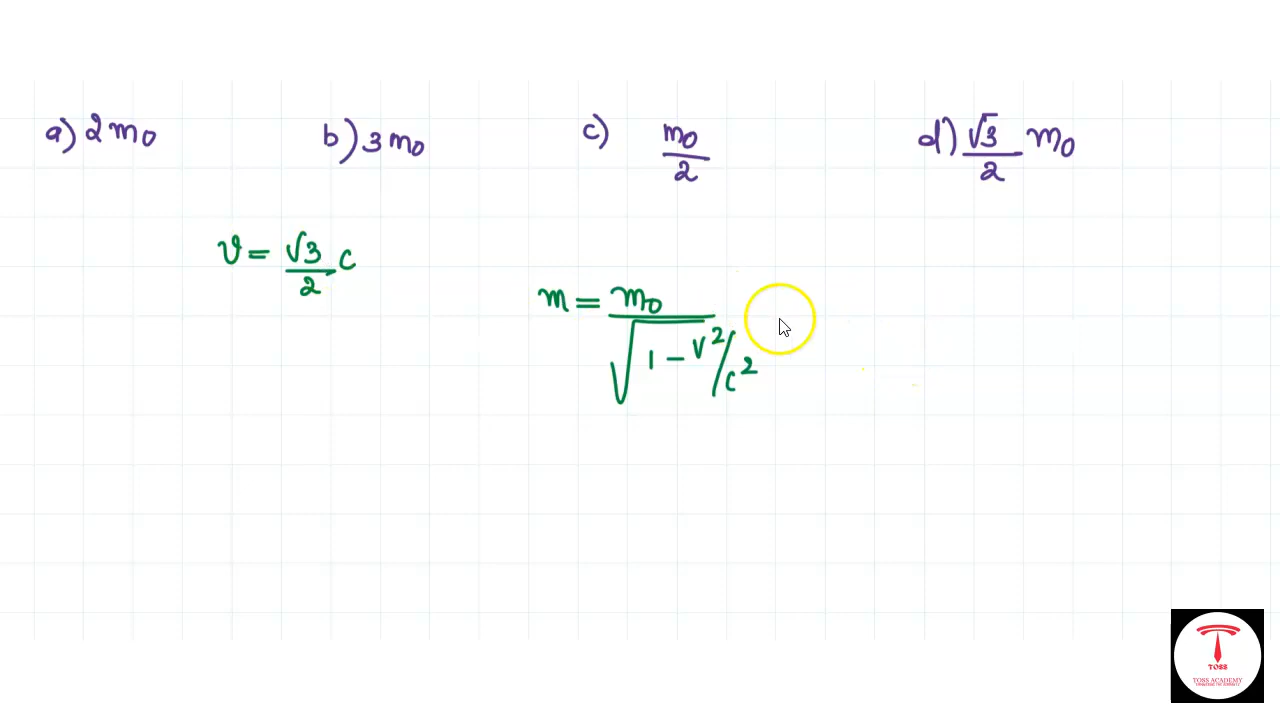 a) 2m₀ b) 3m₀ c) m₀/2 d) √3/2 m₀
v = √3/2 c
m = m₀/√(1 - v²/c²)
TOSS
TOSS ACADEMY